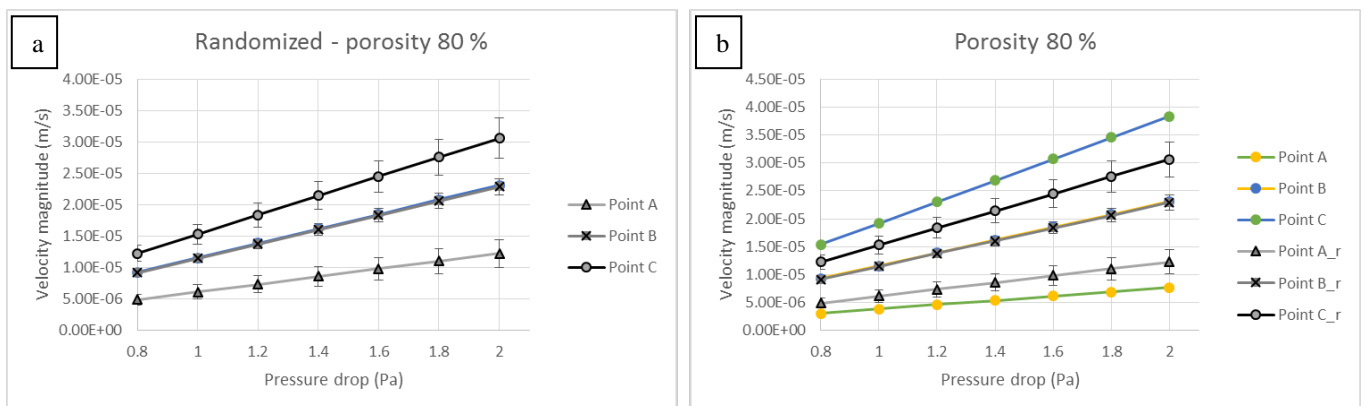 a
Randomized - porosity 80 %
Velocity magnitude (m/s)
4.00E-05
3.50E-05
3.00E-05
2.50E-05
2.00E-05
1.50E-05
1.00E-05
5.00E-06
0.00E+00
0.8 1 1.2 1.4 1.6 1.8 2
Pressure drop (Pa)
Point A
Point B
Point C
b
Porosity 80 %
Velocity magnitude (m/s)
4.50E-05
4.00E-05
3.50E-05
3.00E-05
2.50E-05
2.00E-05
1.50E-05
1.00E-05
5.00E-06
0.00E+00
0.8 1 1.2 1.4 1.6 1.8 2
Pressure drop (Pa)
Point A
Point B
Point C
Point A_r
Point B_r
Point C_r